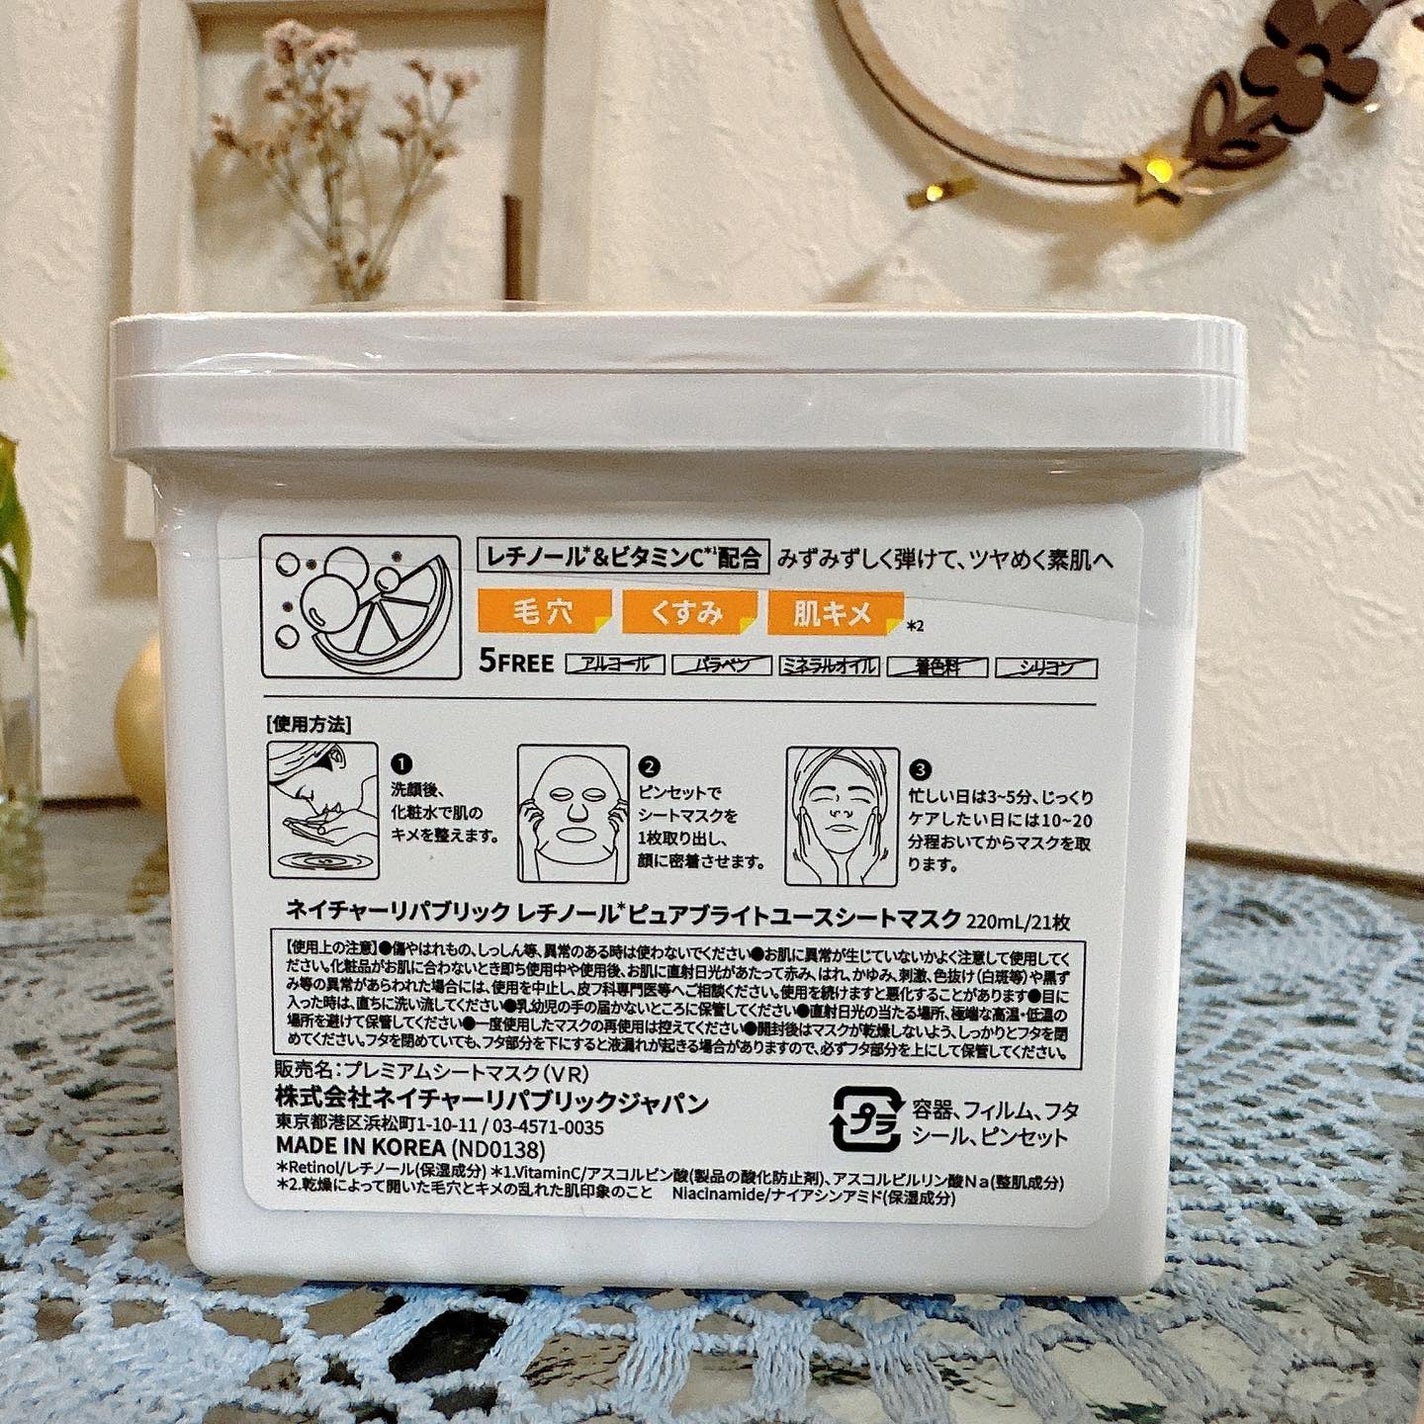 レチノール*&ビタミンC*¹配合 みずみずしく弾けて、ツヤめく素肌へ
毛穴 くすみ 肌キメ *2
5FREE アルコール パラベン ミネラルオイル 着色料 シリコン
[使用方法]
❶
洗顔後、
化粧水で肌の
キメを整えます。
❷
ピンセットで
シートマスクを
1枚取り出し、
顔に密着させます。
❸
忙しい日は3~5分、じっくり
ケアしたい日には10~20
分程おいてからマスクを取
ります。
ネイチャーリパブリック レチノール*ピュアブライトユースシートマスク 220mL/21枚
【使用上の注意】●傷やはれもの、しっしん等、異常のある時は使わないでください●お肌に異常が生じていないかよく注意して使用してく
ださい。化粧品がお肌に合わないとき即ち使用中や使用後、お肌に直射日光があたって赤み、はれ、かゆみ、刺激、色抜け(白斑等)や黒ず
み等の異常があらわれた場合には、使用を中止し、皮フ科専門医等へご相談ください。使用を続けますと悪化することがあります●目に
入った時は、直ちに洗い流してください●乳幼児の手の届かないところに保管してください●直射日光の当たる場所、極端な高温・低温の
場所を避けて保管してください●一度使用したマスクの再使用は控えてください●開封後はマスクが乾燥しないよう、しっかりとフタを閉
めてください。フタを閉めていても、フタ部分を下にすると液漏れが起きる場合がありますので、必ずフタ部分を上にして保管してください。
販売名:プレミアムシートマスク(VR)
株式会社ネイチャーリパブリックジャパン
東京都港区浜松町1-10-11 / 03-4571-0035
MADE IN KOREA (ND0138)
プラ 容器、フィルム、フタ
シール、ピンセット
*Retinol/レチノール(保湿成分) *1.VitaminC/アスコルビン酸(製品の酸化防止剤)、アスコルビルリン酸Na(整肌成分)
*2.乾燥によって開いた毛穴とキメの乱れた肌印象のこと Niacinamide/ナイアシンアミド(保湿成分)